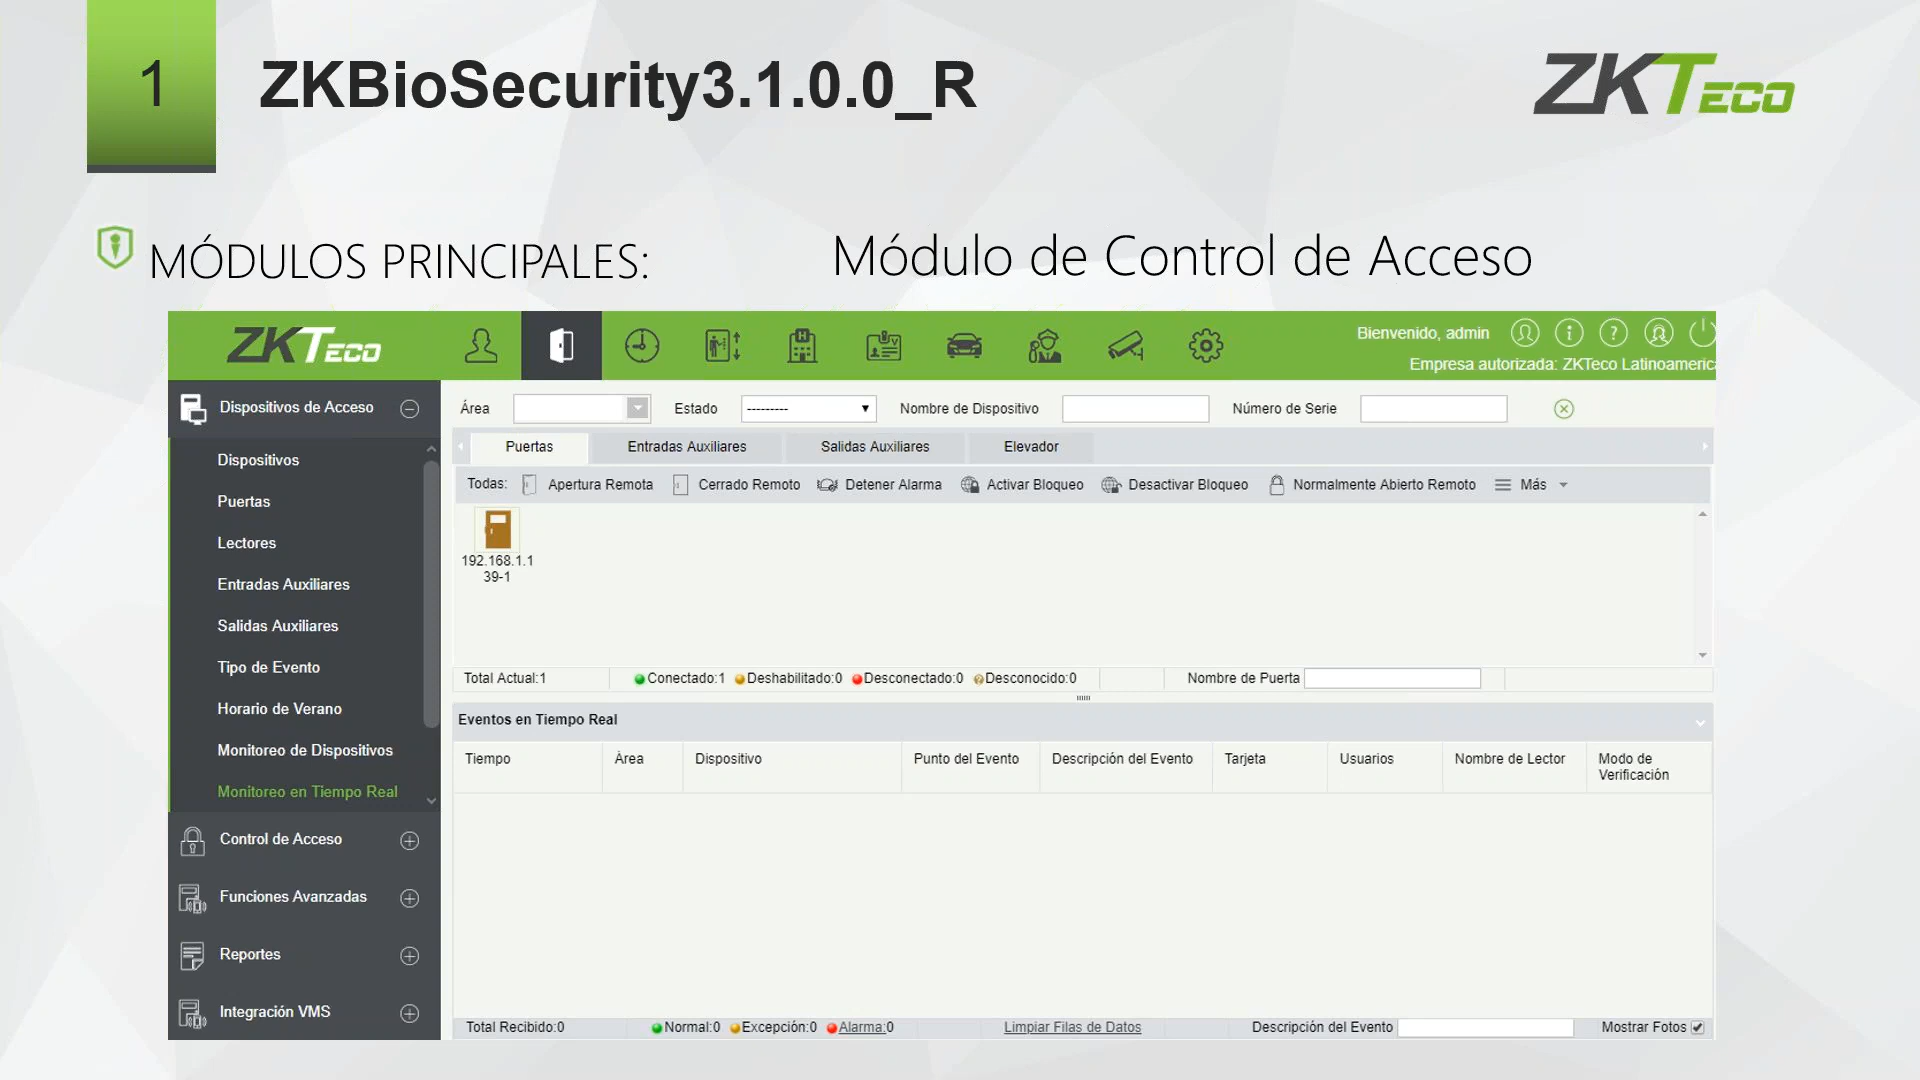 1
ZKBioSecurity3.1.0.0_R
ZKTECO
MÓDULOS PRINCIPALES:
Módulo de Control de Acceso
ZKTECO
Bienvenido, admin
Empresa autorizada: ZKTeco Latinoameric
Dispositivos de Acceso
Dispositivos
Puertas
Lectores
Entradas Auxiliares
Salidas Auxiliares
Tipo de Evento
Horario de Verano
Monitoreo de Dispositivos
Monitoreo en Tiempo Real
Control de Acceso
Funciones Avanzadas
Reportes
Integración VMS
Área Estado --------- Nombre de Dispositivo Número de Serie
Puertas Entradas Auxiliares Salidas Auxiliares Elevador
Todas: Apertura Remota Cerrado Remoto Detener Alarma Activar Bloqueo Desactivar Bloqueo Normalmente Abierto Remoto Más
192.168.1.1
39-1
Total Actual:1 Conectado:1 Deshabilitado:0 Desconectado:0 Desconocido:0 Nombre de Puerta
Eventos en Tiempo Real
Tiempo Área Dispositivo Punto del Evento Descripción del Evento Tarjeta Usuarios Nombre de Lector Modo de
Verificación
Total Recibido:0 Normal:0 Excepción:0 Alarma:0 Limpiar Filas de Datos Descripción del Evento Mostrar Fotos